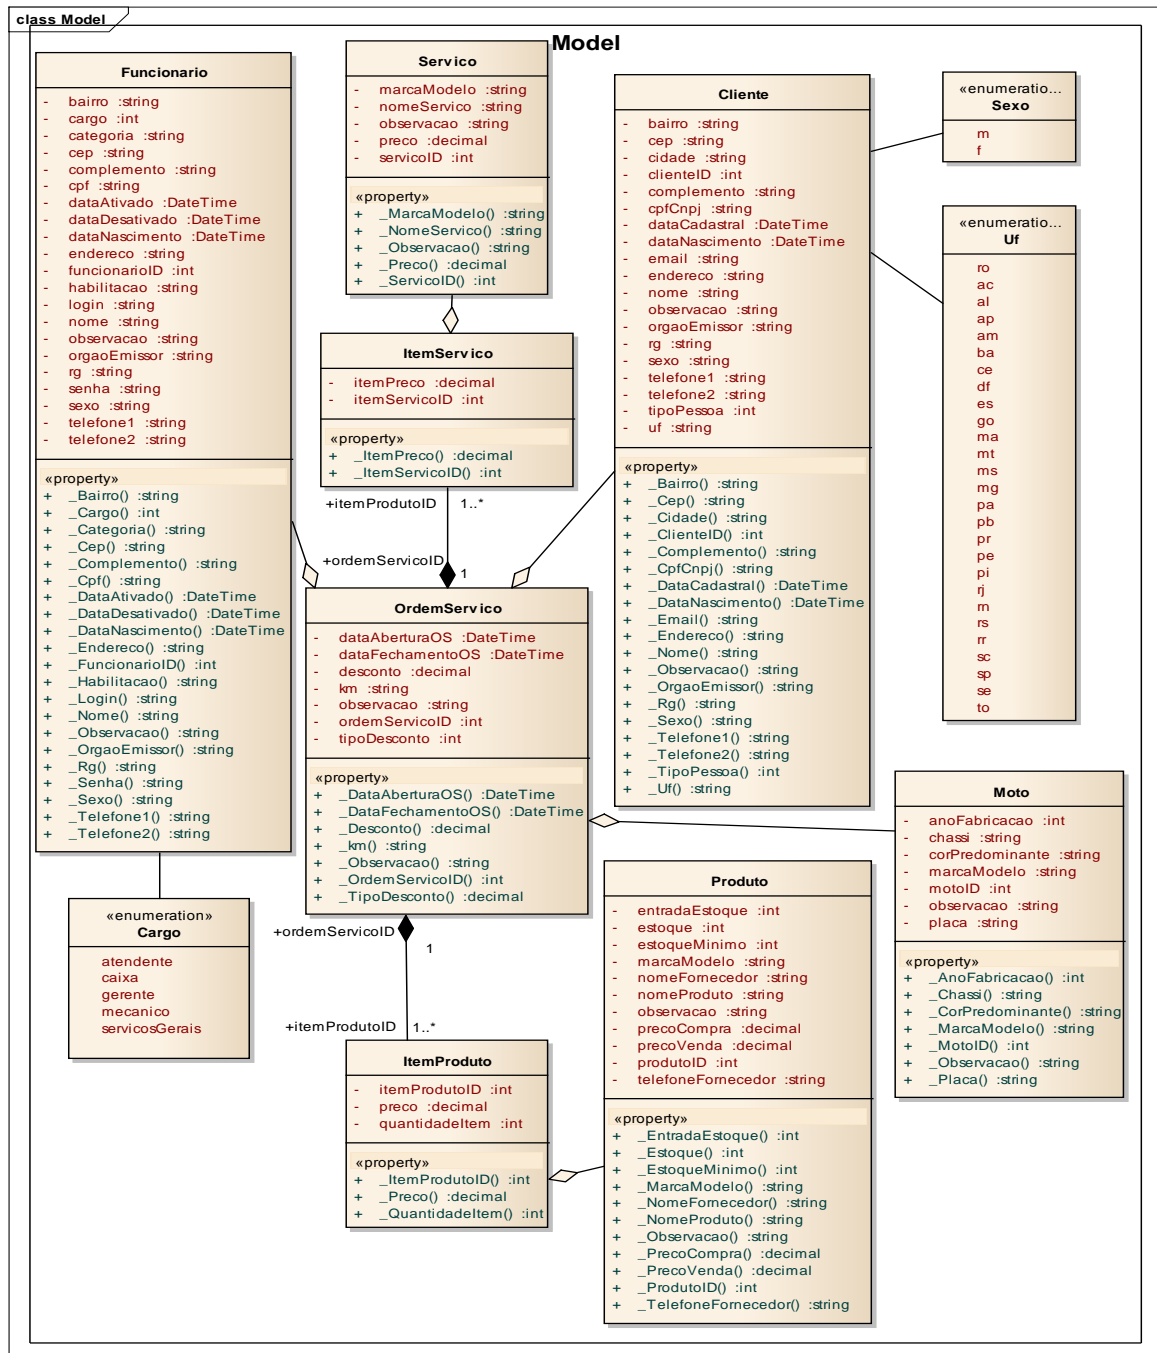 class Model
Model
Funcionario
- bairro :string
- cargo :int
- categoria :string
- cep :string
- complemento :string
- cpf :string
- dataAtivado :DateTime
- dataDesativado :DateTime
- dataNascimento :DateTime
- endereco :string
- funcionarioID :int
- habilitacao :string
- login :string
- nome :string
- observacao :string
- orgaoEmissor :string
- rg :string
- senha :string
- sexo :string
- telefone1 :string
- telefone2 :string
«property»
+ _Bairro() :string
+ _Cargo() :int
+ _Categoria() :string
+ _Cep() :string
+ _Complemento() :string
+ _Cpf() :string
+ _DataAtivado() :DateTime
+ _DataDesativado() :DateTime
+ _DataNascimento() :DateTime
+ _Endereco() :string
+ _FuncionarioID() :int
+ _Habilitacao() :string
+ _Login() :string
+ _Nome() :string
+ _Observacao() :string
+ _OrgaoEmissor() :string
+ _Rg() :string
+ _Senha() :string
+ _Sexo() :string
+ _Telefone1() :string
+ _Telefone2() :string
«enumeration»
Cargo
atendente
caixa
gerente
mecanico
servicosGerais
Servico
- marcaModelo :string
- nomeServico :string
- observacao :string
- preco :decimal
- servicoID :int
«property»
+ _MarcaModelo() :string
+ _NomeServico() :string
+ _Observacao() :string
+ _Preco() :decimal
+ _ServicoID() :int
ItemServico
- itemPreco :decimal
- itemServicoID :int
«property»
+ _ItemPreco() :decimal
+ _ItemServicoID() :int
+itemProdutoID 1..*
+ordemServicoID
1
OrdemServico
- dataAberturaOS :DateTime
- dataFechamentoOS :DateTime
- desconto :decimal
- km :string
- observacao :string
- ordemServicoID :int
- tipoDesconto :int
«property»
+ _DataAberturaOS() :DateTime
+ _DataFechamentoOS() :DateTime
+ _Desconto() :decimal
+ _km() :string
+ _Observacao() :string
+ _OrdemServicoID() :int
+ _TipoDesconto() :decimal
+ordemServicoID
1
+itemProdutoID 1..*
ItemProduto
- itemProdutoID :int
- preco :decimal
- quantidadeItem :int
«property»
+ _ItemProdutoID() :int
+ _Preco() :decimal
+ _QuantidadeItem() :int
Cliente
- bairro :string
- cep :string
- cidade :string
- clienteID :int
- complemento :string
- cpfCnpj :string
- dataCadastral :DateTime
- dataNascimento :DateTime
- email :string
- endereco :string
- nome :string
- observacao :string
- orgaoEmissor :string
- rg :string
- sexo :string
- telefone1 :string
- telefone2 :string
- tipoPessoa :int
- uf :string
«property»
+ _Bairro() :string
+ _Cep() :string
+ _Cidade() :string
+ _ClienteID() :int
+ _Complemento() :string
+ _CpfCnpj() :string
+ _DataCadastral() :DateTime
+ _DataNascimento() :DateTime
+ _Email() :string
+ _Endereco() :string
+ _Nome() :string
+ _Observacao() :string
+ _OrgaoEmissor() :string
+ _Rg() :string
+ _Sexo() :string
+ _Telefone1() :string
+ _Telefone2() :string
+ _TipoPessoa() :int
+ _Uf() :string
Produto
- entradaEstoque :int
- estoque :int
- estoqueMinimo :int
- marcaModelo :string
- nomeFornecedor :string
- nomeProduto :string
- observacao :string
- precoCompra :decimal
- precoVenda :decimal
- produtoID :int
- telefoneFornecedor :string
«property»
+ _EntradaEstoque() :int
+ _Estoque() :int
+ _EstoqueMinimo() :int
+ _MarcaModelo() :string
+ _NomeFornecedor() :string
+ _NomeProduto() :string
+ _Observacao() :string
+ _PrecoCompra() :decimal
+ _PrecoVenda() :decimal
+ _ProdutoID() :int
+ _TelefoneFornecedor() :string
«enumeratio...
Sexo
m
f
«enumeratio...
Uf
ro
ac
al
ap
am
ba
ce
df
es
go
ma
mt
ms
mg
pa
pb
pr
pe
pi
rj
rn
rs
rr
sc
sp
se
to
Moto
- anoFabricacao :int
- chassi :string
- corPredominante :string
- marcaModelo :string
- motoID :int
- observacao :string
- placa :string
«property»
+ _AnoFabricacao() :int
+ _Chassi() :string
+ _CorPredominante() :string
+ _MarcaModelo() :string
+ _MotoID() :int
+ _Observacao() :string
+ _Placa() :string